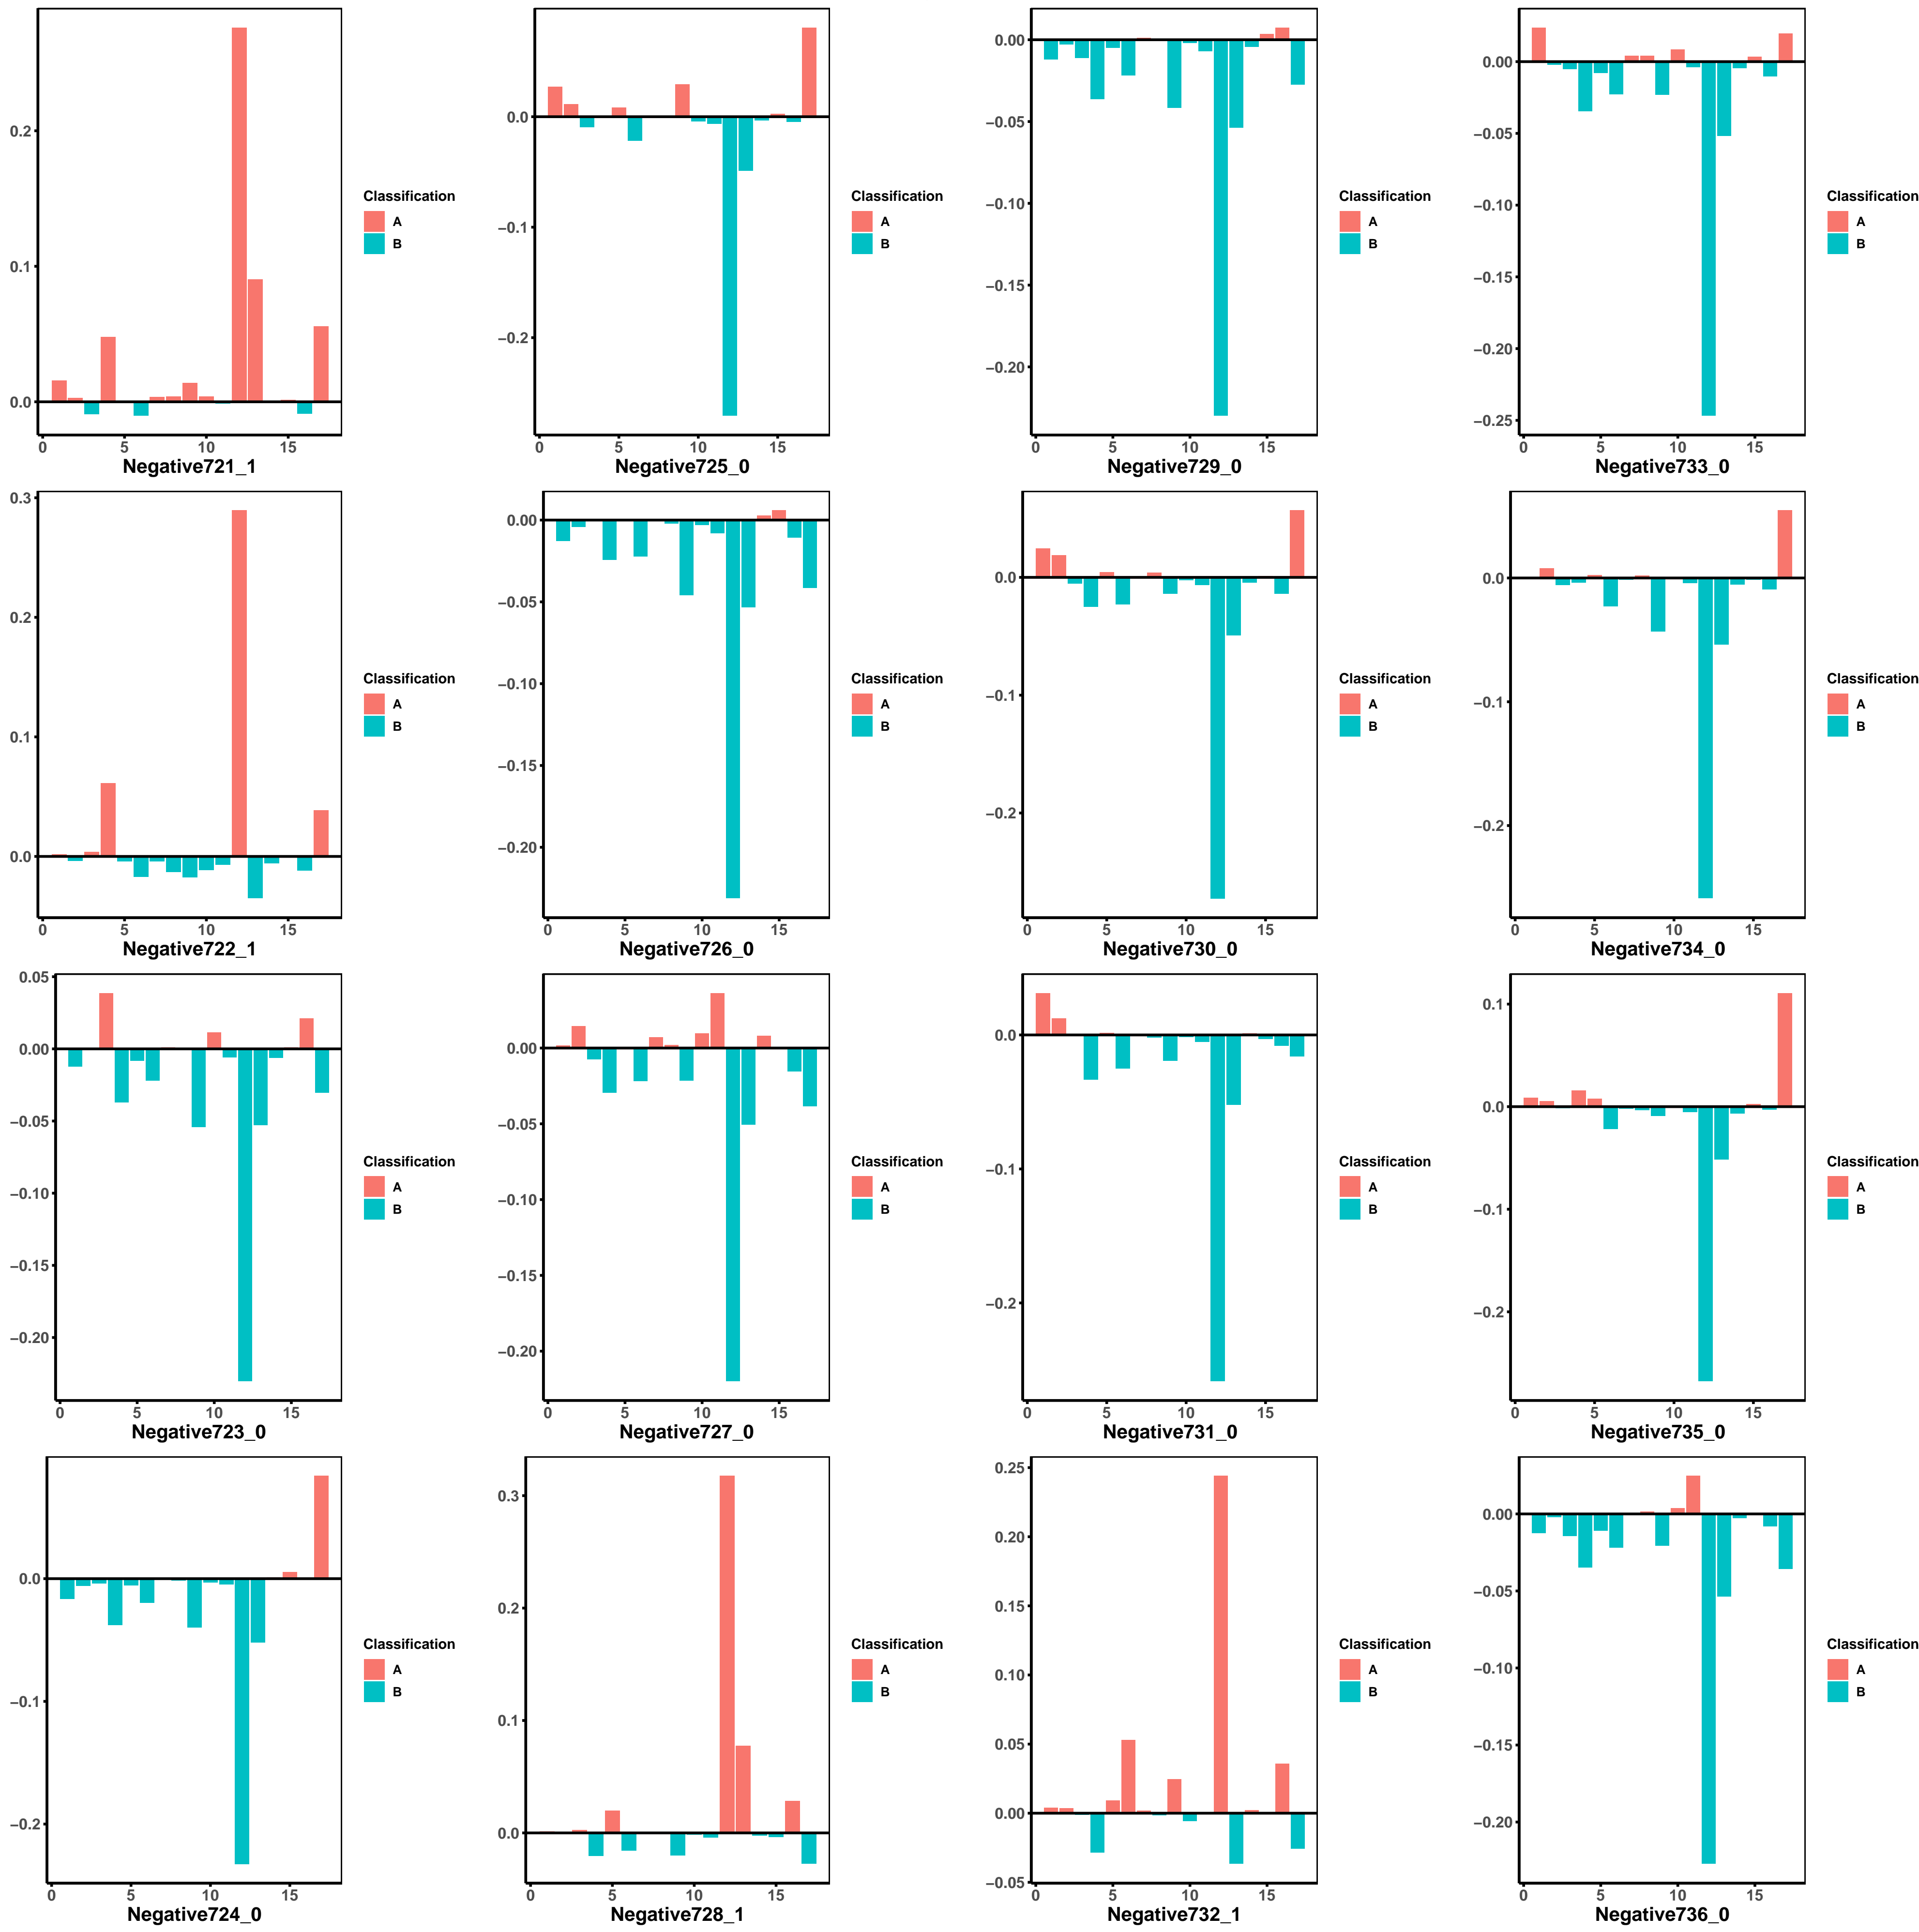 0.2
0.1
0.0
0 5 10 15
Negative721_1
Classification
A
B
0.0
−0.1
−0.2
0 5 10 15
Negative725_0
Classification
A
B
0.00
−0.05
−0.10
−0.15
−0.20
0 5 10 15
Negative729_0
Classification
A
B
0.00
−0.05
−0.10
−0.15
−0.20
−0.25
0 5 10 15
Negative733_0
Classification
A
B
0.3
0.2
0.1
0.0
0 5 10 15
Negative722_1
Classification
A
B
0.00
−0.05
−0.10
−0.15
−0.20
0 5 10 15
Negative726_0
Classification
A
B
0.0
−0.1
−0.2
0 5 10 15
Negative730_0
Classification
A
B
0.0
−0.1
−0.2
0 5 10 15
Negative734_0
Classification
A
B
0.05
0.00
−0.05
−0.10
−0.15
−0.20
0 5 10 15
Negative723_0
Classification
A
B
0.00
−0.05
−0.10
−0.15
−0.20
0 5 10 15
Negative727_0
Classification
A
B
0.0
−0.1
−0.2
0 5 10 15
Negative731_0
Classification
A
B
0.1
0.0
−0.1
−0.2
0 5 10 15
Negative735_0
Classification
A
B
0.0
−0.1
−0.2
0 5 10 15
Negative724_0
Classification
A
B
0.3
0.2
0.1
0.0
0 5 10 15
Negative728_1
Classification
A
B
0.25
0.20
0.15
0.10
0.05
0.00
−0.05
0 5 10 15
Negative732_1
Classification
A
B
0.00
−0.05
−0.10
−0.15
−0.20
0 5 10 15
Negative736_0
Classification
A
B